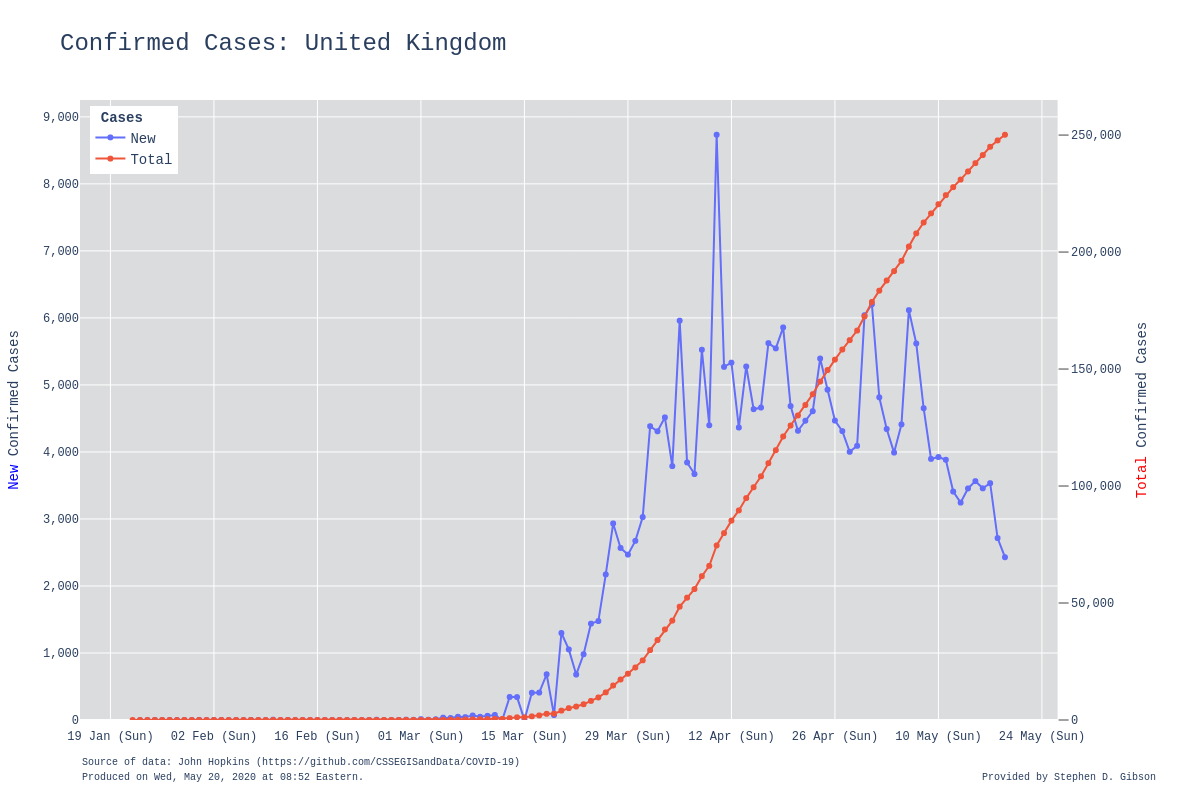 Confirmed Cases: United Kingdom
Cases
New
Total
9,000
8,000
7,000
6,000
5,000
4,000
3,000
2,000
1,000
0
New Confirmed Cases
250,000
200,000
150,000
100,000
50,000
0
Total Confirmed Cases
19 Jan (Sun) 02 Feb (Sun) 16 Feb (Sun) 01 Mar (Sun) 15 Mar (Sun) 29 Mar (Sun) 12 Apr (Sun) 26 Apr (Sun) 10 May (Sun) 24 May (Sun)
Source of data: John Hopkins (https://github.com/CSSEGISandData/COVID-19)
Produced on Wed, May 20, 2020 at 08:52 Eastern.
Provided by Stephen D. Gibson